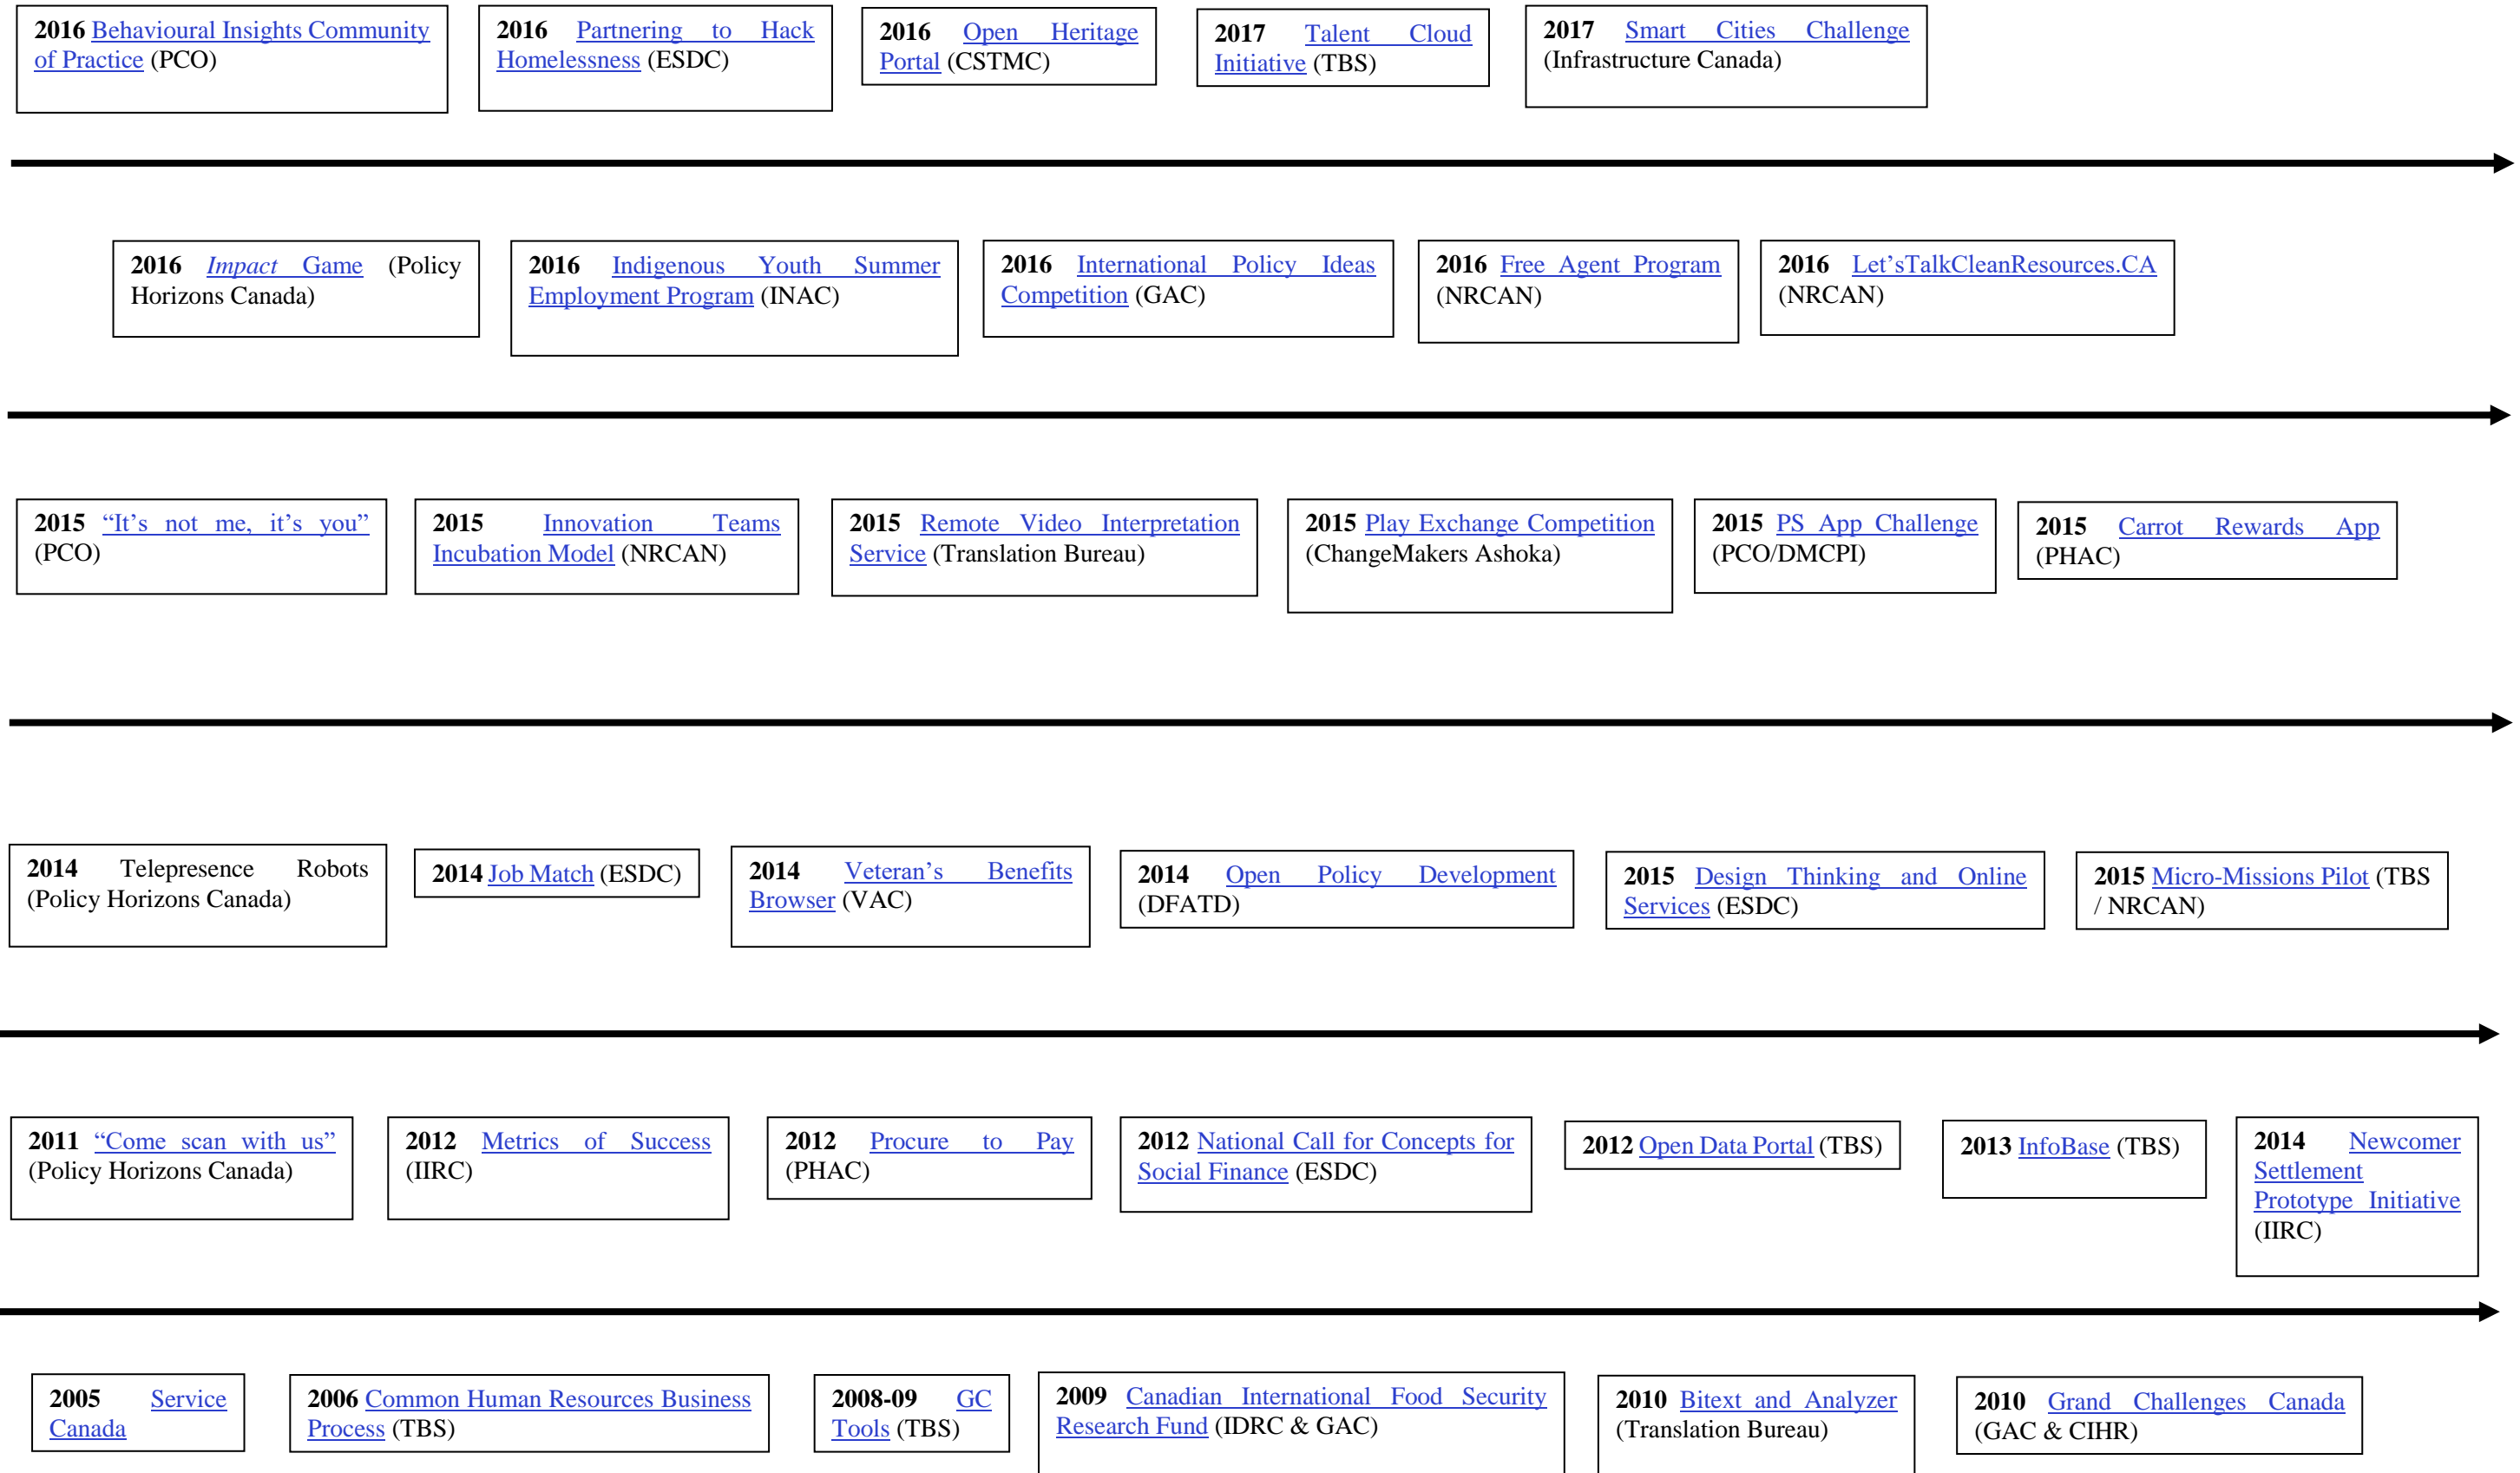 2016 Behavioural Insights Community
of Practice (PCO)
2016 Partnering to Hack
Homelessness (ESDC)
2016 Open Heritage
Portal (CSTMC)
2017 Talent Cloud
Initiative (TBS)
2017 Smart Cities Challenge
(Infrastructure Canada)
2016 Impact Game (Policy
Horizons Canada)
2016 Indigenous Youth Summer
Employment Program (INAC)
2016 International Policy Ideas
Competition (GAC)
2016 Free Agent Program
(NRCAN)
2016 Let’sTalkCleanResources.CA
(NRCAN)
2015 “It’s not me, it’s you”
(PCO)
2015 Innovation Teams
Incubation Model (NRCAN)
2015 Remote Video Interpretation
Service (Translation Bureau)
2015 Play Exchange Competition
(ChangeMakers Ashoka)
2015 PS App Challenge
(PCO/DMCPI)
2015 Carrot Rewards App
(PHAC)
2014 Telepresence Robots
(Policy Horizons Canada)
2014 Job Match (ESDC)
2014 Veteran’s Benefits
Browser (VAC)
2014 Open Policy Development
(DFATD)
2015 Design Thinking and Online
Services (ESDC)
2015 Micro-Missions Pilot (TBS
/ NRCAN)
2011 “Come scan with us”
(Policy Horizons Canada)
2012 Metrics of Success
(IIRC)
2012 Procure to Pay
(PHAC)
2012 National Call for Concepts for
Social Finance (ESDC)
2012 Open Data Portal (TBS)
2013 InfoBase (TBS)
2014 Newcomer
Settlement
Prototype Initiative
(IIRC)
2005 Service
Canada
2006 Common Human Resources Business
Process (TBS)
2008-09 GC
Tools (TBS)
2009 Canadian International Food Security
Research Fund (IDRC & GAC)
2010 Bitext and Analyzer
(Translation Bureau)
2010 Grand Challenges Canada
(GAC & CIHR)